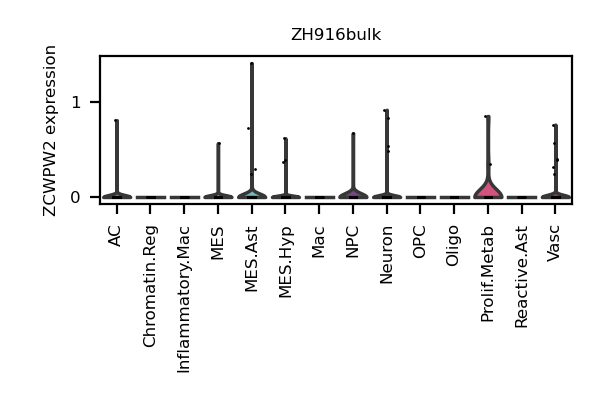 ZH916bulk
ZCWPW2 expression
1
0
AC
Chromatin.Reg
Inflammatory.Mac
MES
MES.Ast
MES.Hyp
Mac
NPC
Neuron
OPC
Oligo
Prolif.Metab
Reactive.Ast
Vasc